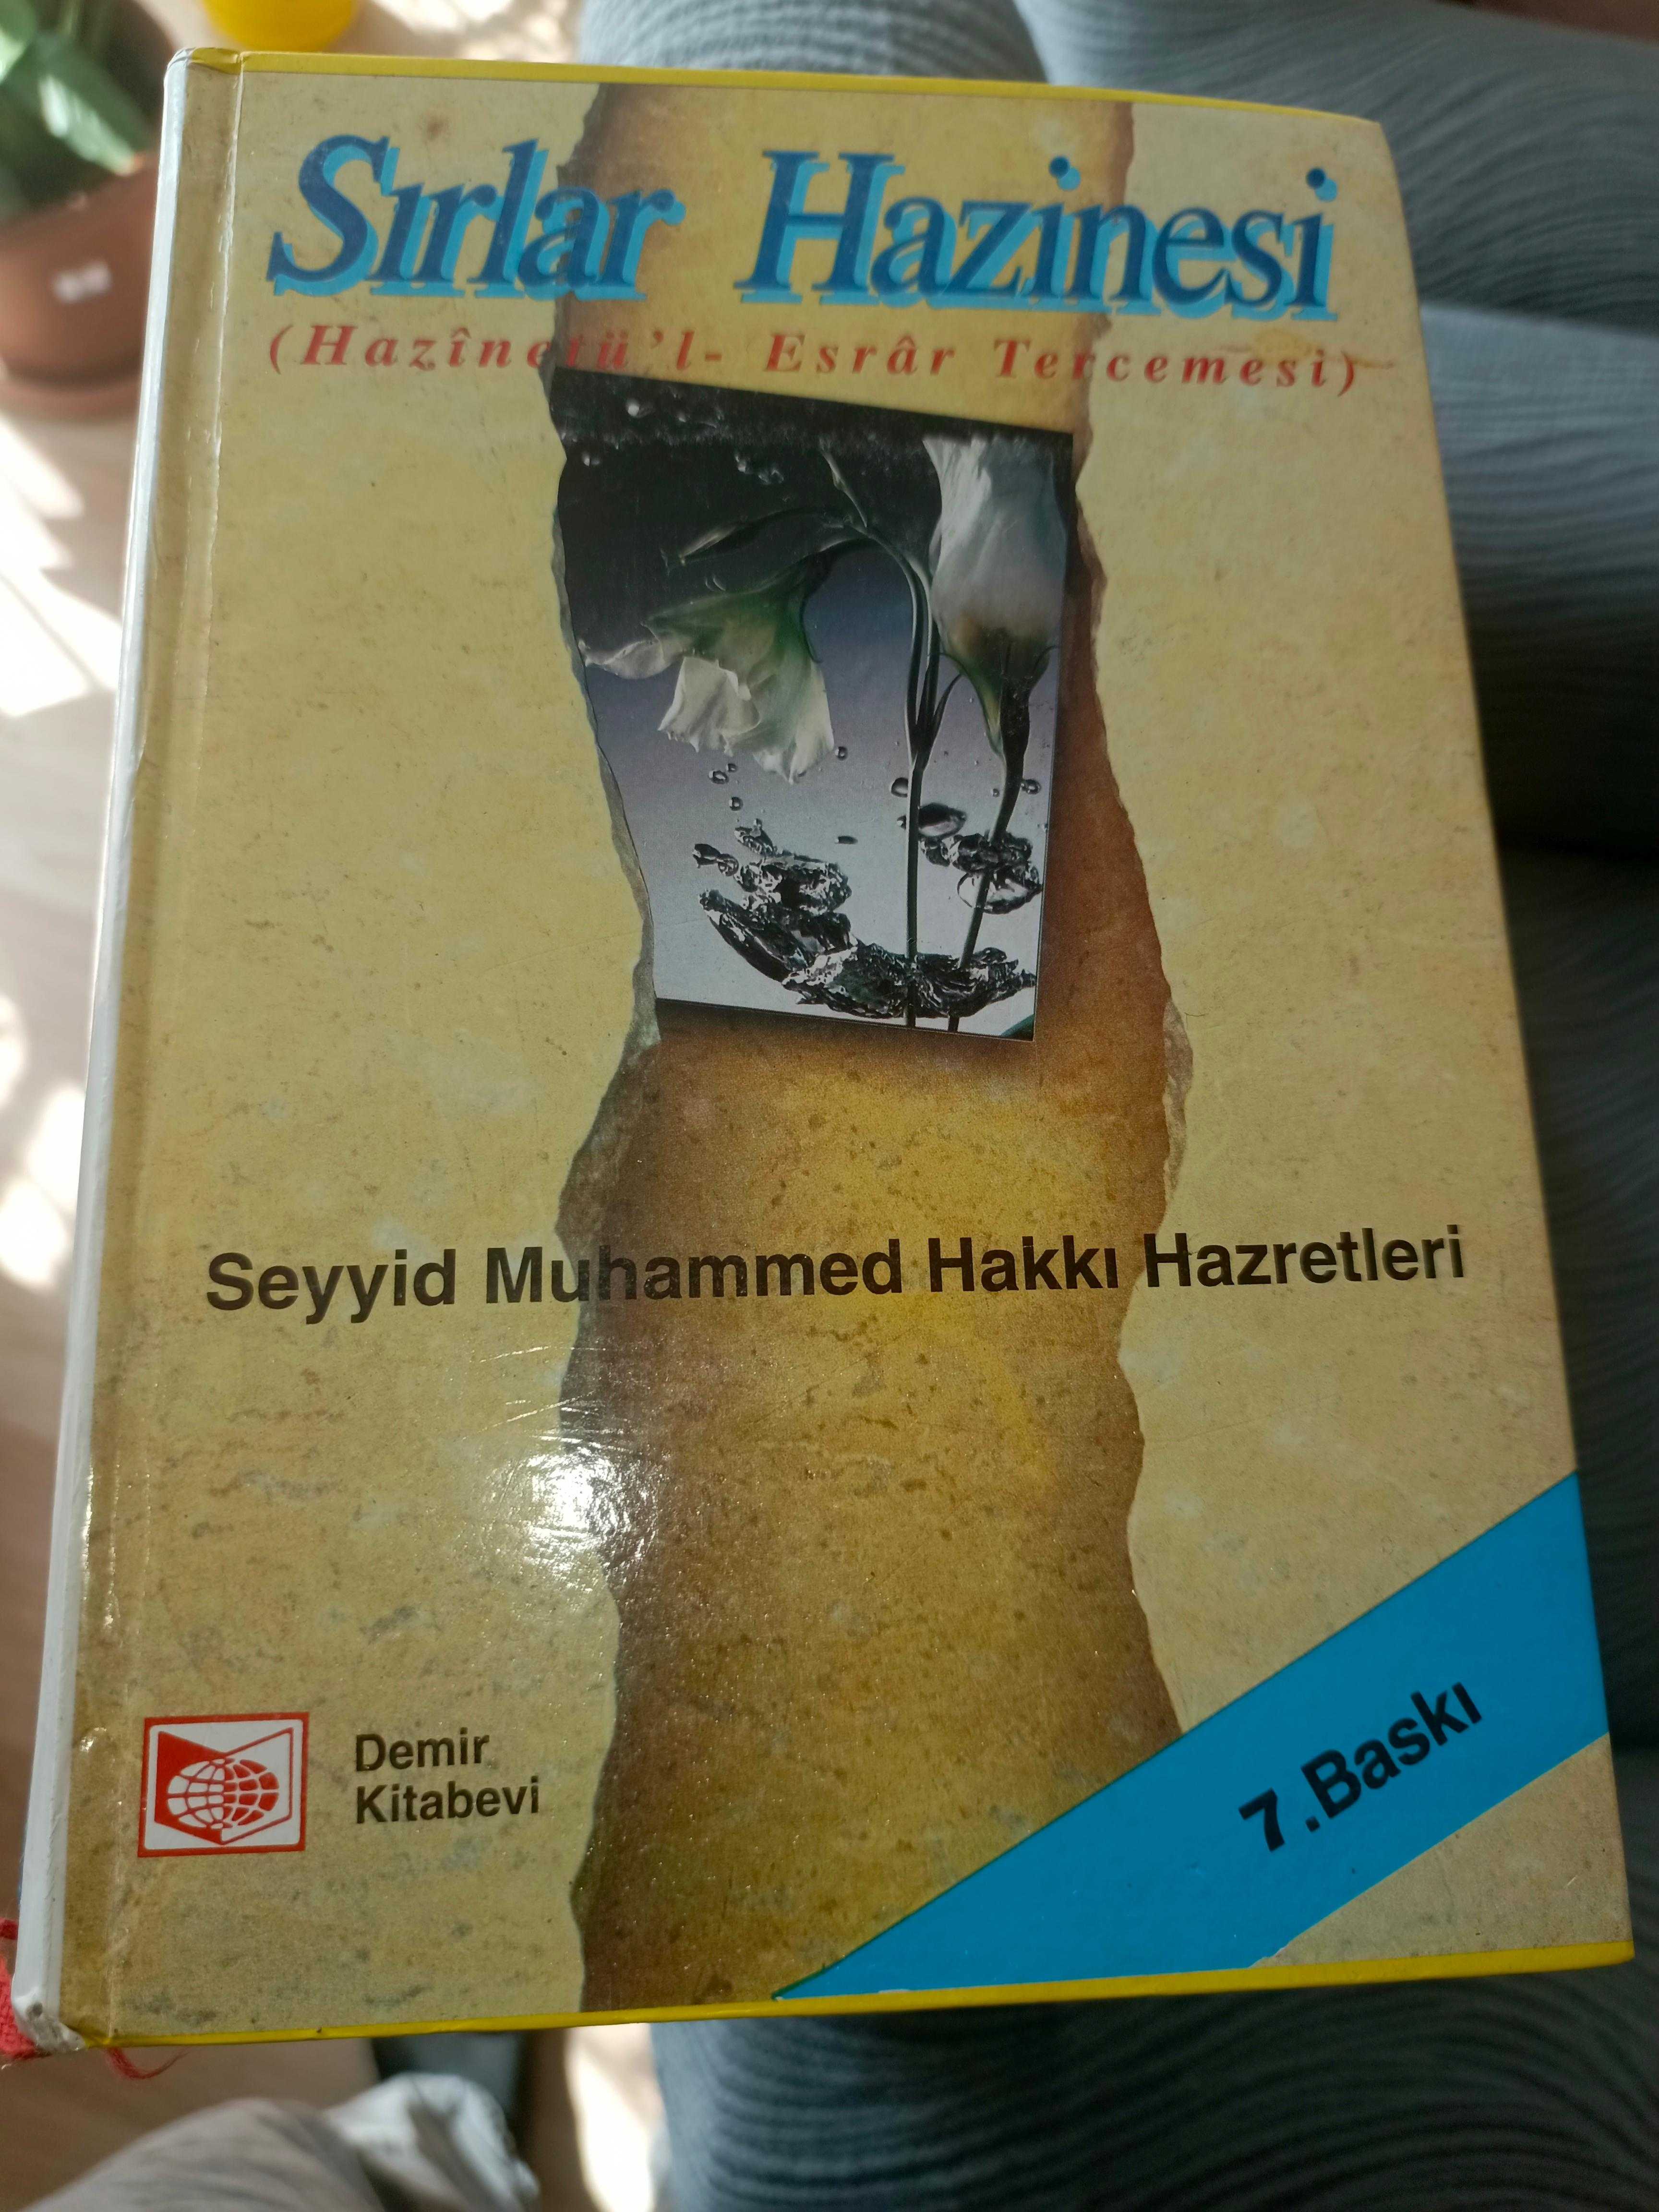 Sırlar Hazinesi
(Hazînetü'l- Esrâr Tercemesi)
Seyyid Muhammed Hakkı Hazretleri
Demir
Kitabevi
7.Baskı